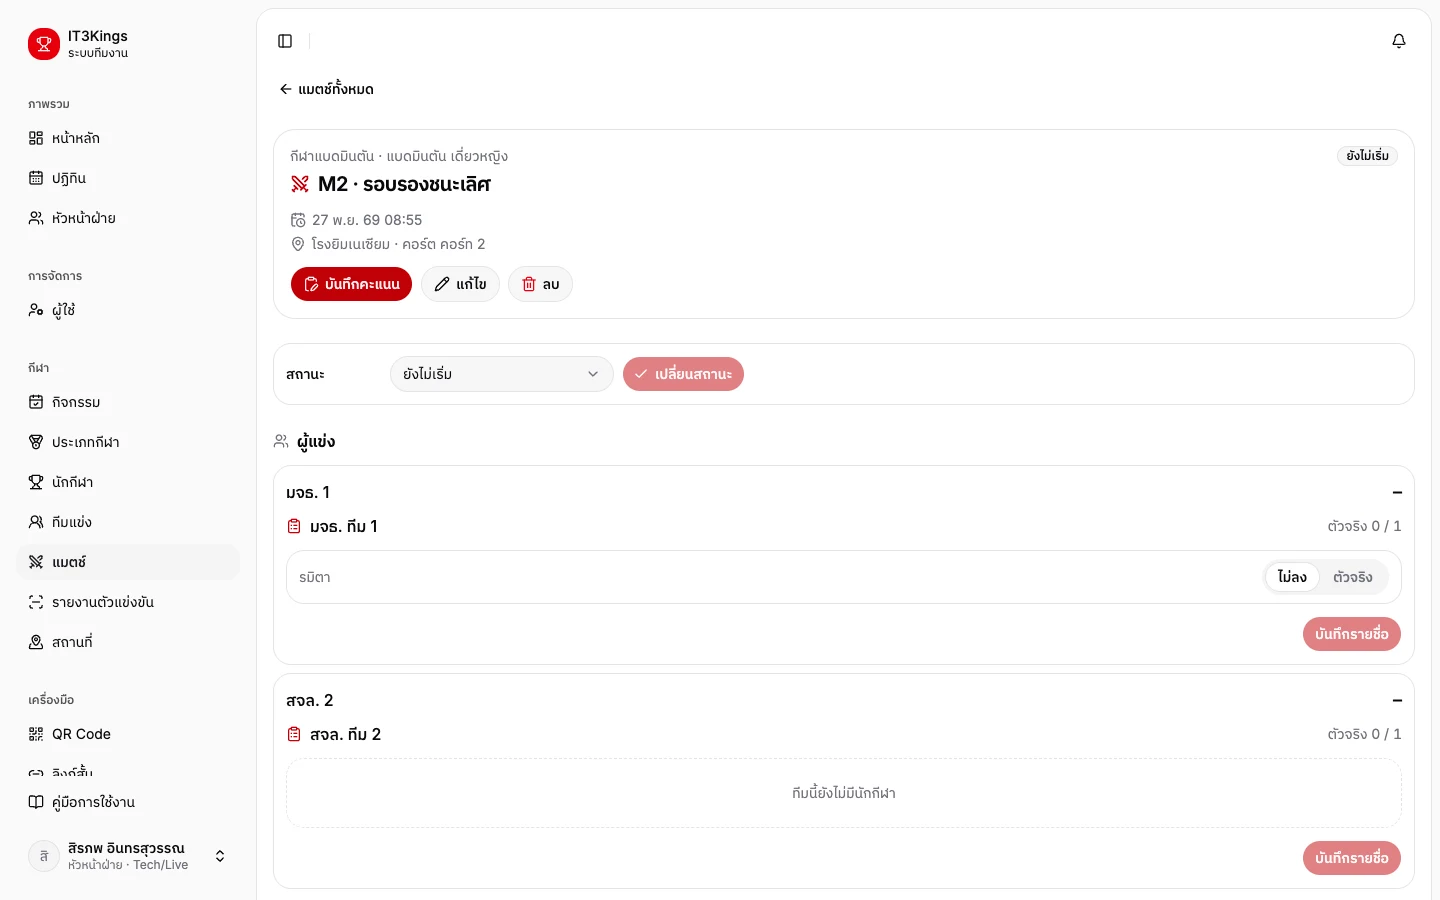 IT3Kings
ระบบทีมงาน
ภาพรวม
หน้าหลัก
ปฏิทิน
หัวหน้าฝ่าย
การจัดการ
ผู้ใช้
กีฬา
กิจกรรม
ประเภทกีฬา
นักกีฬา
ทีมแข่ง
แมตช์
รายงานตัวแข่งขัน
สถานที่
เครื่องมือ
QR Code
ลิงก์สั้น
คู่มือการใช้งาน
สิ
สิรภพ อินทรสุวรรณ
หัวหน้าฝ่าย · Tech/Live
แมตช์ทั้งหมด
กีฬาแบดมินตัน · แบดมินตัน เดี่ยวหญิง
ยังไม่เริ่ม
M2 · รอบรองชนะเลิศ
27 พ.ย. 69 08:55
โรงยิมเนเซียม · คอร์ต คอร์ท 2
บันทึกคะแนน
แก้ไข
ลบ
สถานะ
ยังไม่เริ่ม
เปลี่ยนสถานะ
ผู้แข่ง
มจธ. 1
–
มจธ. ทีม 1
ตัวจริง 0 / 1
รมิตา
ไม่ลง
ตัวจริง
บันทึกรายชื่อ
สจล. 2
–
สจล. ทีม 2
ตัวจริง 0 / 1
ทีมนี้ยังไม่มีนักกีฬา
บันทึกรายชื่อ